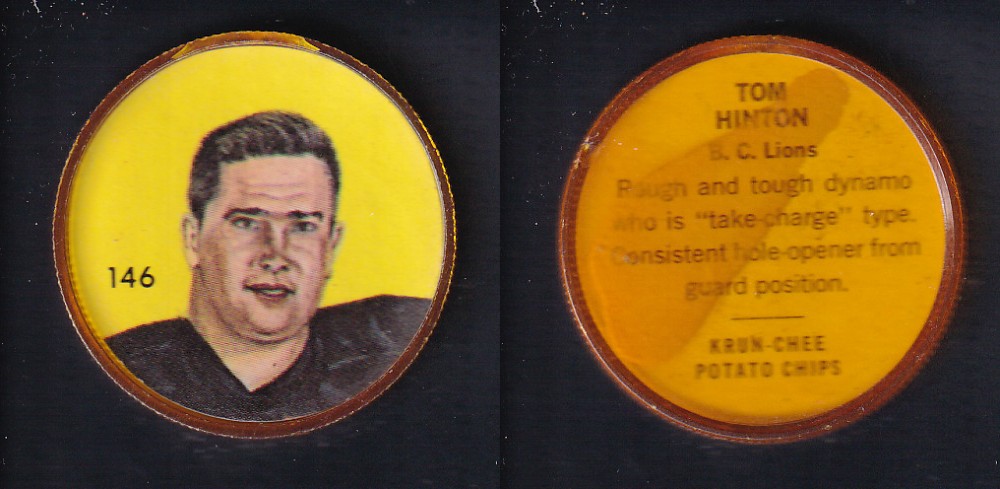 146
TOM
HINTON
B. C. Lions
Rough and tough dynamo
who is "take-charge" type.
Consistent hole-opener from
guard position.
KRUN-CHEE
POTATO CHIPS